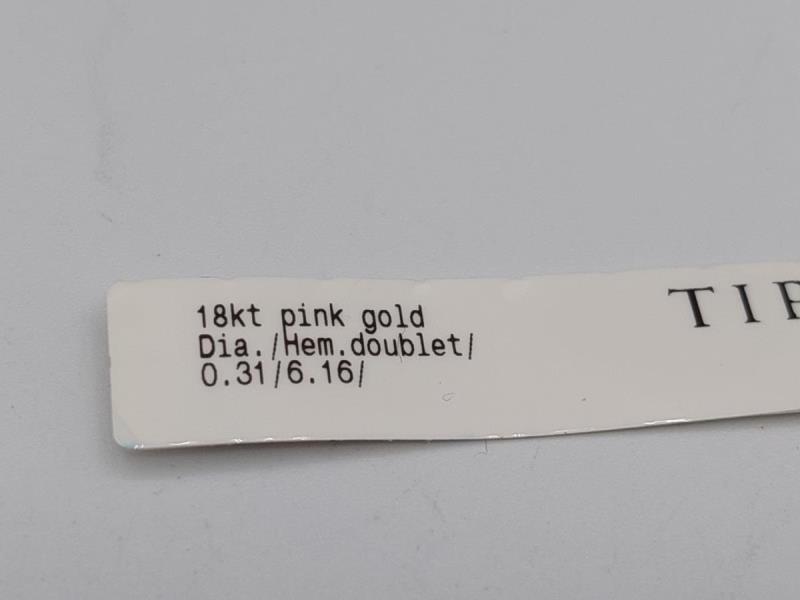 18kt pink gold
Dia./Hem.doublet/
0.31/6.16/